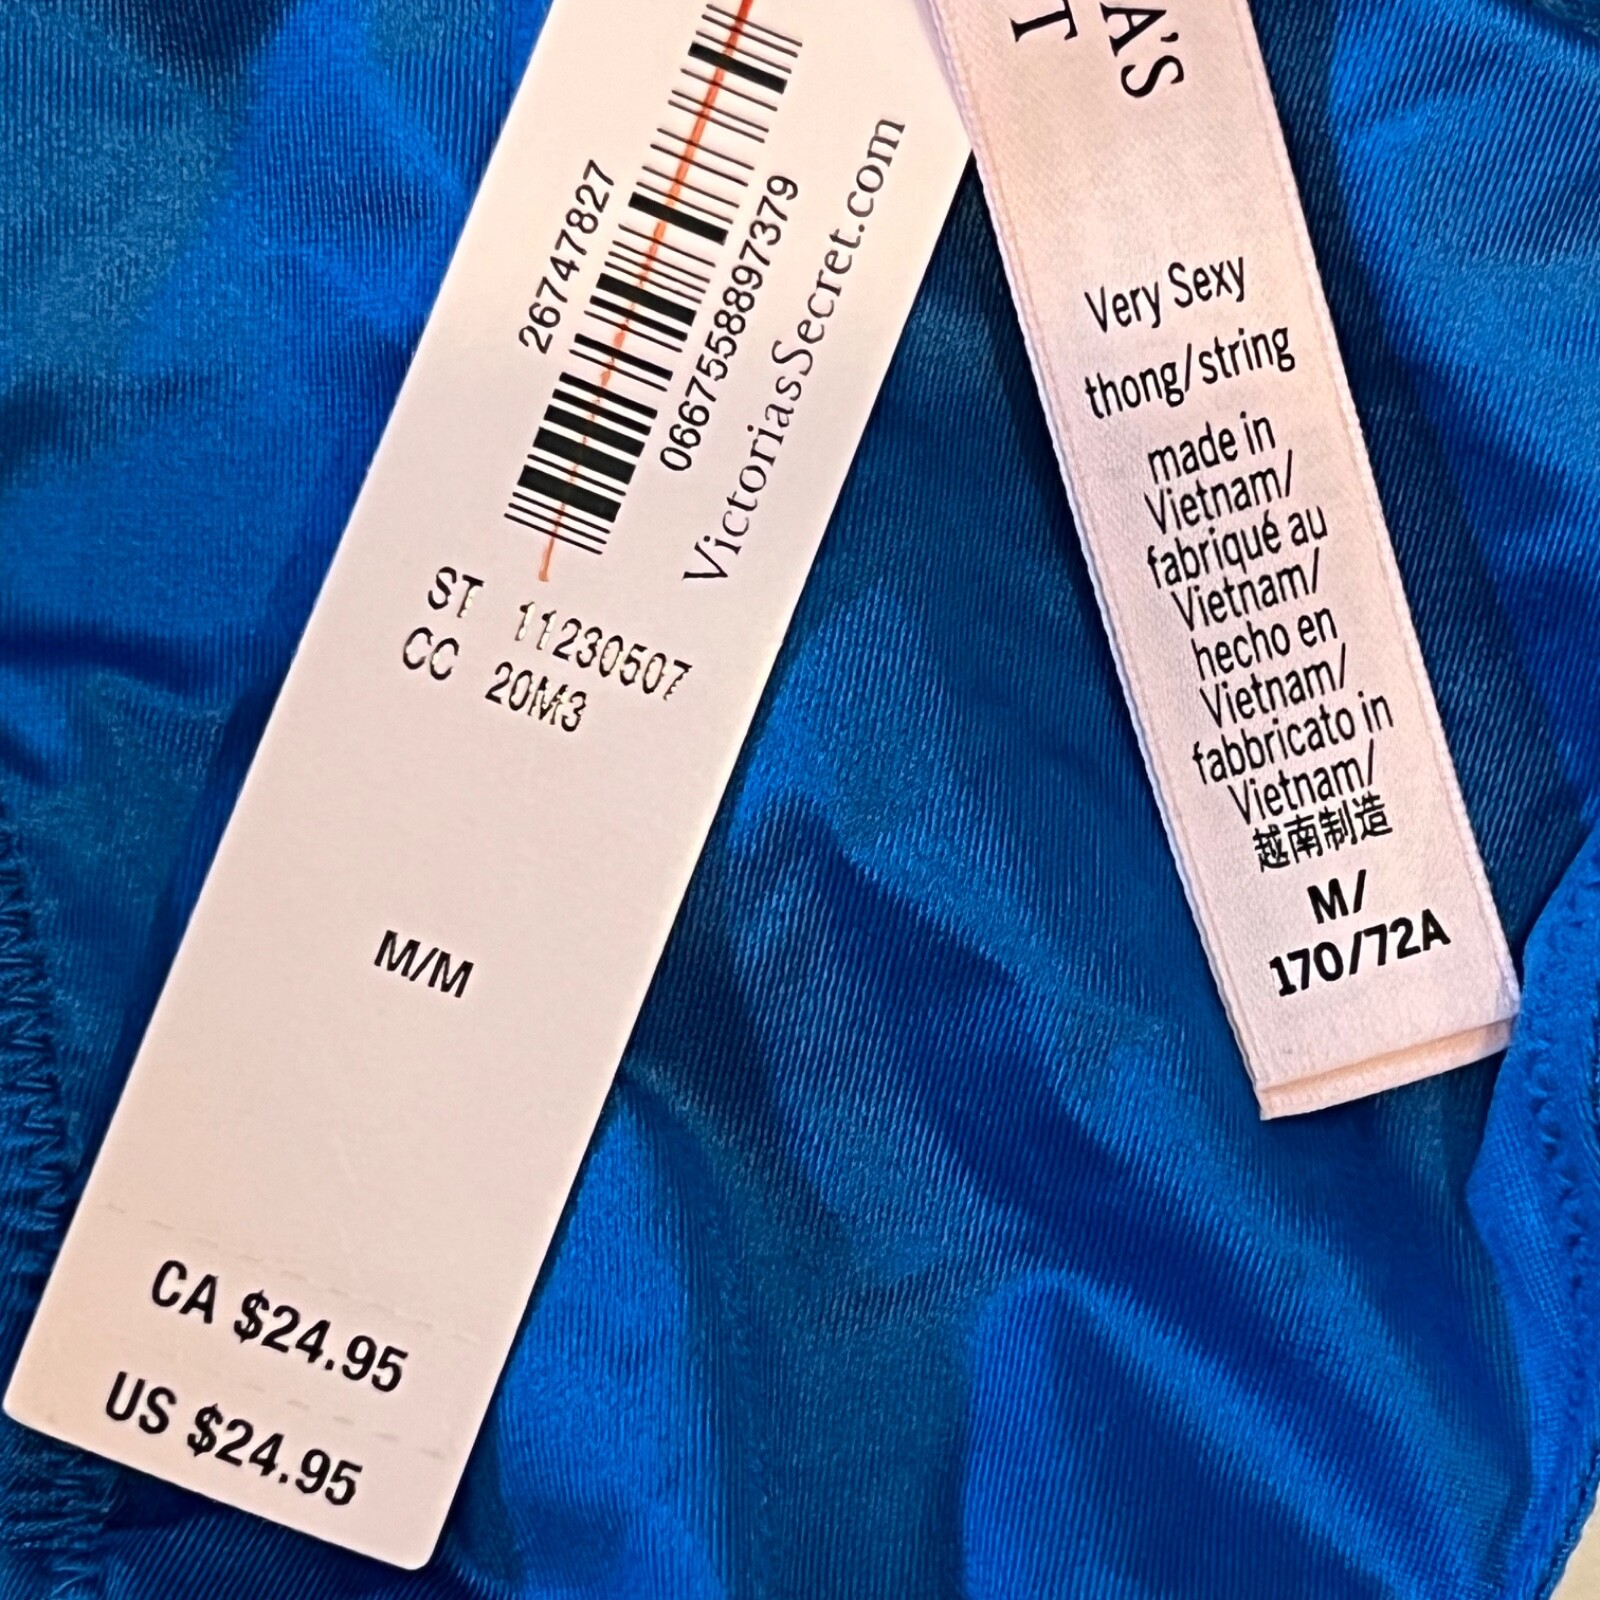 26747827
0667558897379
VictoriasSecret.com
ST 11230507
CC 20M3
M/M
CA $24.95
US $24.95
A'S
T
Very Sexy
thong/string
made in
Vietnam/
fabriqué au
Vietnam/
hecho en
Vietnam/
fabbricato in
Vietnam/
越南制造
M/
170/72A